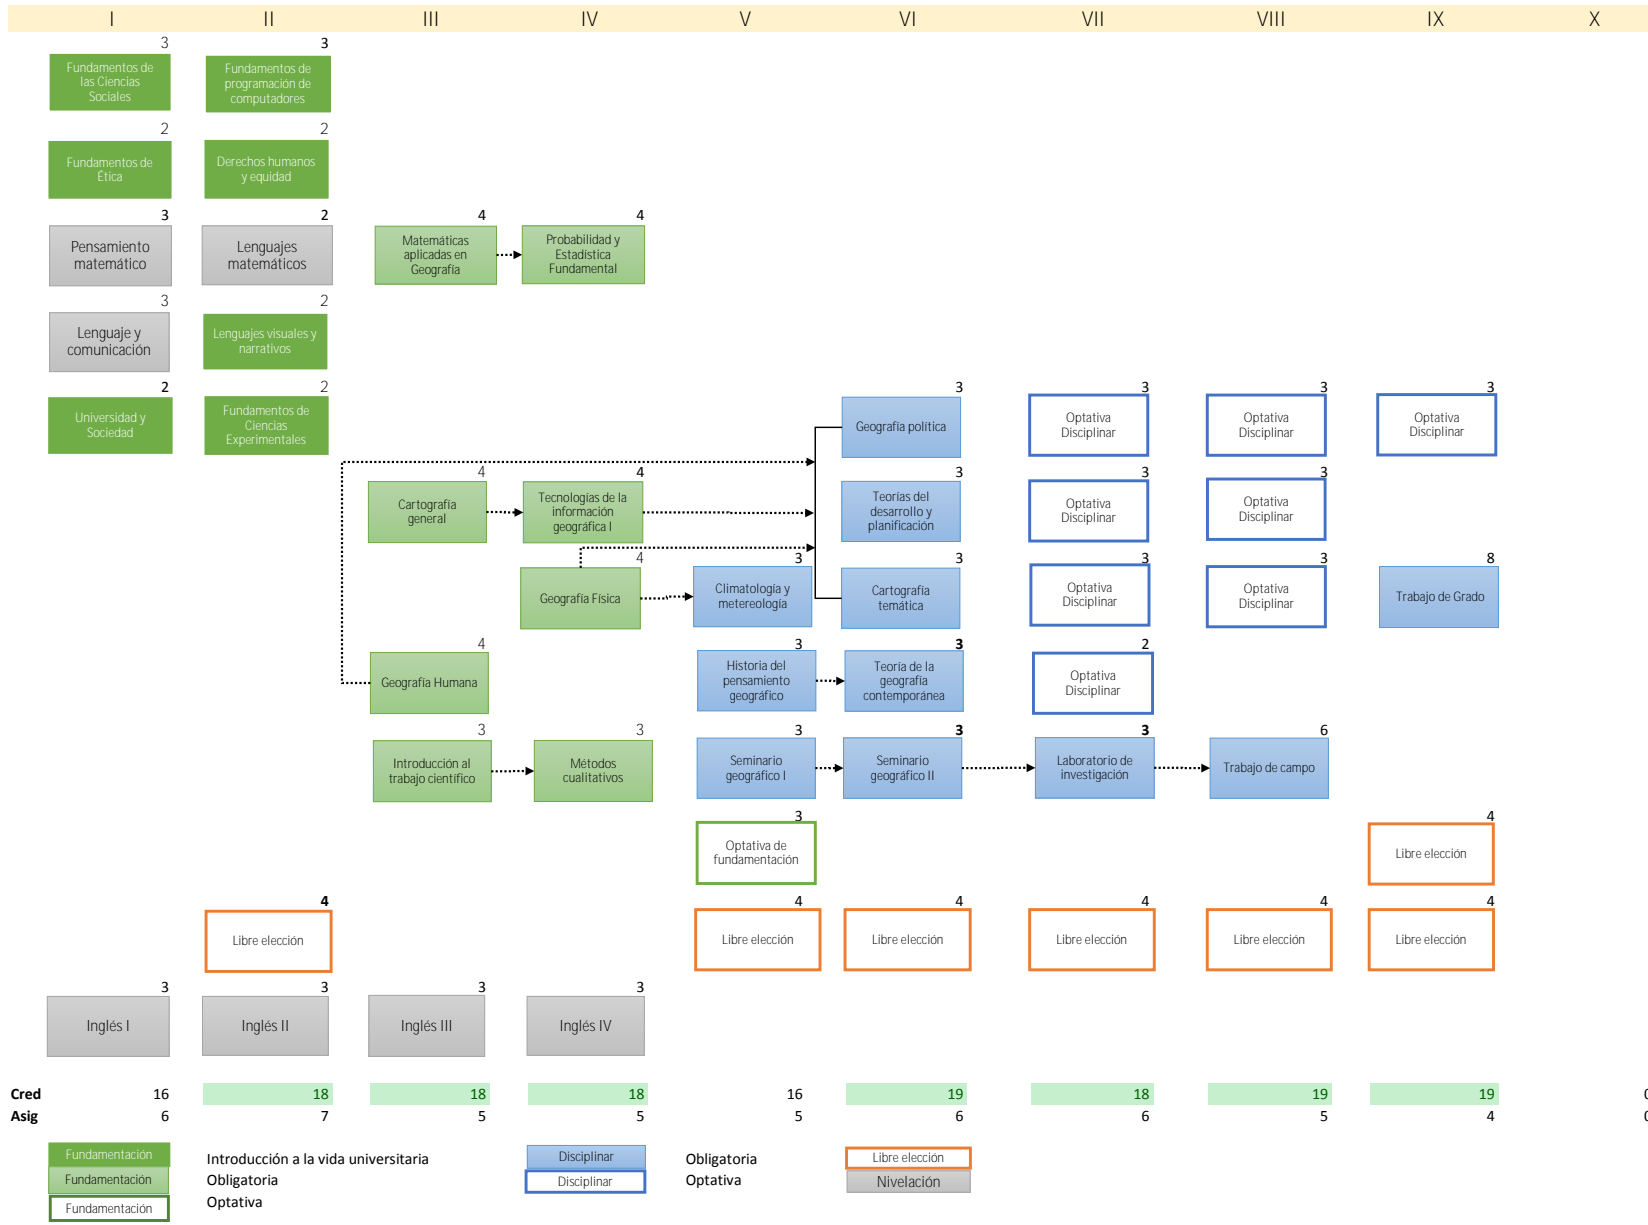 I II III IV V VI VII VIII IX X
3 3
Fundamentos de
las Ciencias
Sociales
Fundamentos de
programación de
computadores
2 2
Fundamentos de
Ética
Derechos humanos
y equidad
3 2 4 4
Pensamiento
matemático
Lenguajes
matemáticos
Matemáticas
aplicadas en
Geografía
Probabilidad y
Estadística
Fundamental
3 2
Lenguaje y
comunicación
Lenguajes visuales y
narrativos
2 2 3 3 3 3
Universidad y
Sociedad
Fundamentos de
Ciencias
Experimentales
Geografía política
Optativa
Disciplinar
Optativa
Disciplinar
Optativa
Disciplinar
4 4 3 3 3
Cartografía
general
Tecnologías de la
información
geográfica I
Teorías del
desarrollo y
planificación
Optativa
Disciplinar
Optativa
Disciplinar
4 3 3 3 3 8
Geografía Física
Climatología y
metereología
Cartografía
temática
Optativa
Disciplinar
Optativa
Disciplinar
Trabajo de Grado
4 3 3 2
Geografía Humana
Historia del
pensamiento
geográfico
Teoría de la
geografía
contemporánea
Optativa
Disciplinar
3 3 3 3 3 6
Introducción al
trabajo científico
Métodos
cualitativos
Seminario
geográfico I
Seminario
geográfico II
Laboratorio de
investigación
Trabajo de campo
3 4
Optativa de
fundamentación
Libre elección
4 4 4 4 4 4
Libre elección
Libre elección
Libre elección
Libre elección
Libre elección
Libre elección
3 3 3 3
Inglés I
Inglés II
Inglés III
Inglés IV
Cred 16 18 18 18 16 19 18 19 19 0
Asig 6 7 5 5 5 6 6 5 4 0
Fundamentación Introducción a la vida universitaria Disciplinar Obligatoria Libre elección
Fundamentación Obligatoria Disciplinar Optativa Nivelación
Fundamentación Optativa